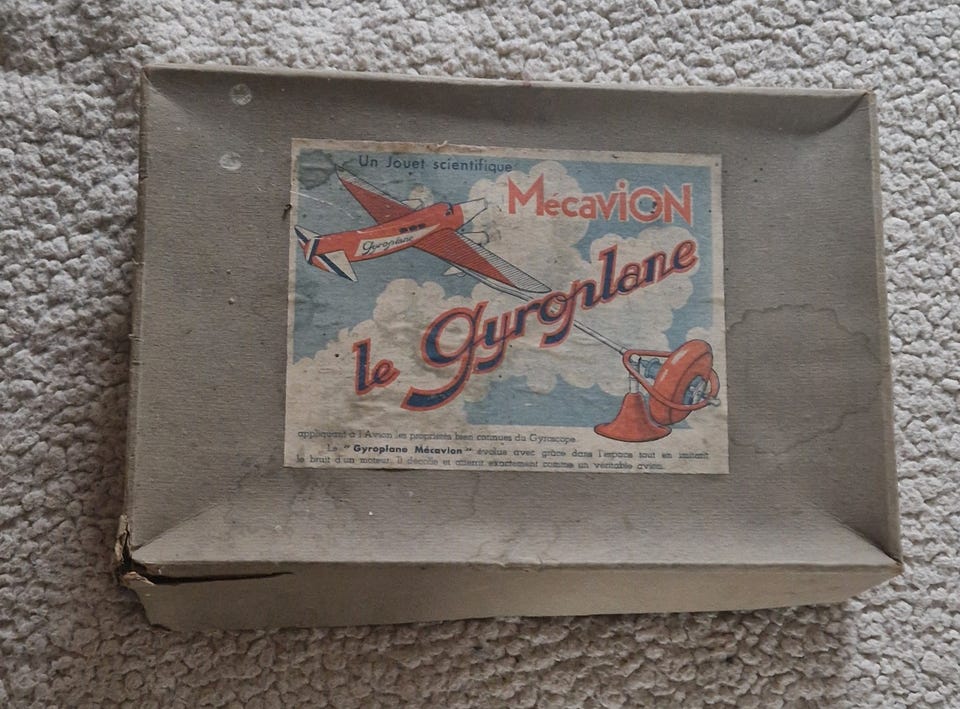 Un Jouet scientifique
MécaviON
Gyroplane
le Gyroplane
appliquant à l'Avion les propriétés bien connues du Gyroscope.
Le "Gyroplane Mécavion" évolue avec grâce dans l'espace tout en imitant
le bruit d'un moteur. Il décolle et atterrit exactement comme un véritable avion.